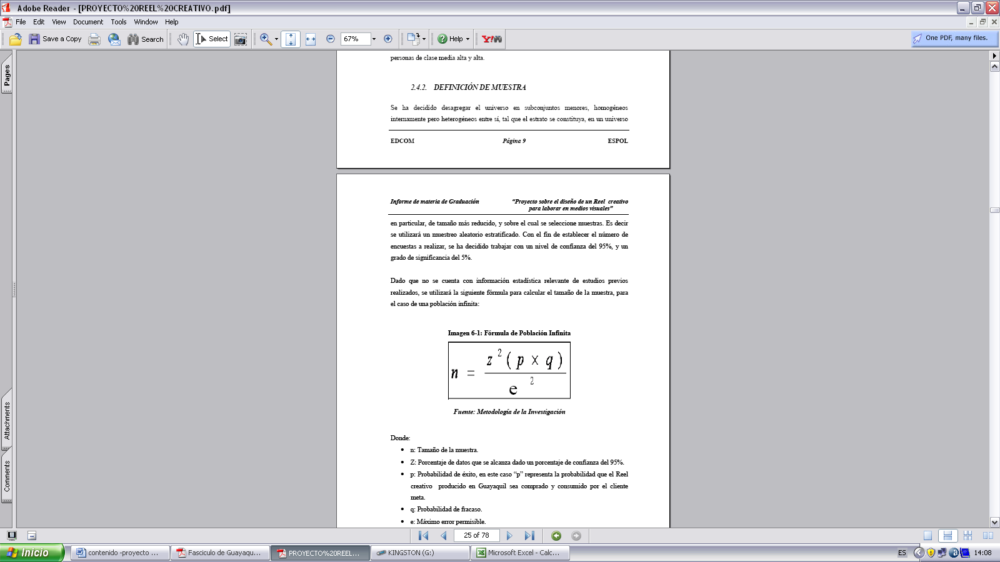 Adobe Reader - [PROYECTO%20REEL%20CREATIVO.pdf]
File Edit View Document Tools Window Help
Save a Copy Search Select 67% Help Y! One PDF, many files.
Pages
Attachments
Comments
personas de clase media alta y alta.
2.4.2. DEFINICIÓN DE MUESTRA
Se ha decidido desagregar el universo en subconjuntos menores, homogéneos
internamente pero heterogéneos entre sí, tal que el estrato se constituya, en un universo
EDCOM Página 9 ESPOL
Informe de materia de Graduación “Proyecto sobre el diseño de un Reel creativo
para laborar en medios visuales”
en particular, de tamaño más reducido, y sobre el cual se seleccione muestras. Es decir
se utilizará un muestreo aleatorio estratificado. Con el fin de establecer el número de
encuestas a realizar, se ha decidido trabajar con un nivel de confianza del 95%, y un
grado de significancia del 5%.
Dado que no se cuenta con información estadística relevante de estudios previos
realizados, se utilizará la siguiente fórmula para calcular el tamaño de la muestra, para
el caso de una población infinita:
Imagen 6-1: Fórmula de Población Infinita
z 2 ( p × q )
n =
e 2
Fuente: Metodología de la Investigación
Donde:
• n: Tamaño de la muestra.
• Z: Porcentaje de datos que se alcanza dado un porcentaje de confianza del 95%.
• p: Probabilidad de éxito, en este caso “p” representa la probabilidad que el Reel
creativo producido en Guayaquil sea comprado y consumido por el cliente
meta.
• q: Probabilidad de fracaso.
• e: Máximo error permisible.
25 of 78
Inicio contenido -proyecto ... Fasciculo de Guayaqu... PROYECTO%20REEL... KINGSTON (G:) Microsoft Excel - Calc... ES 14:08